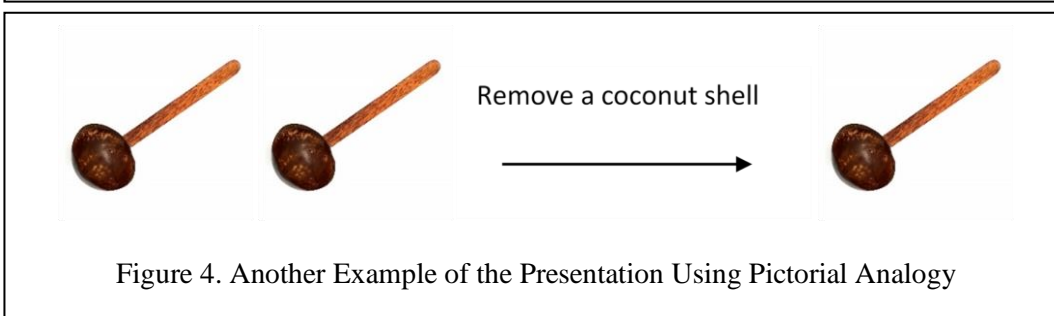 Remove a coconut shell
Figure 4. Another Example of the Presentation Using Pictorial Analogy